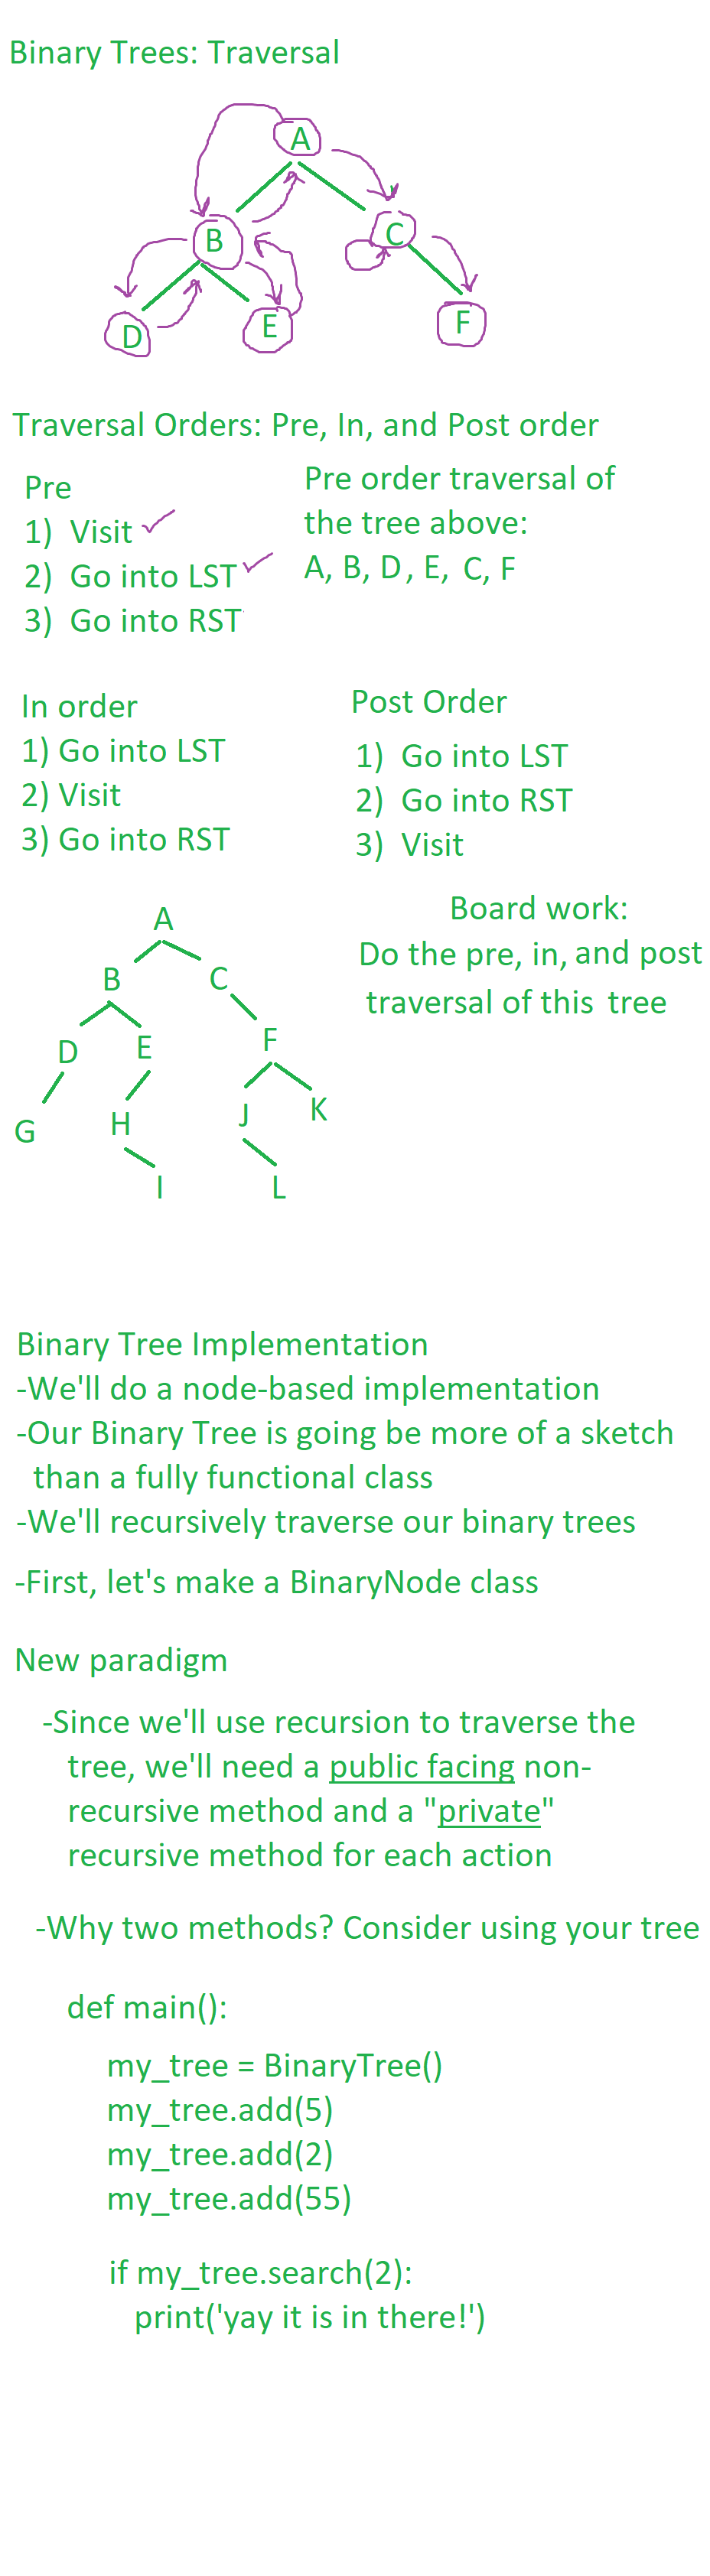 Binary Trees: Traversal
A
B
C
D
E
F
Traversal Orders: Pre, In, and Post order
Pre
1) Visit
2) Go into LST
3) Go into RST
Pre order traversal of
the tree above:
A, B, D, E, C, F
In order
1) Go into LST
2) Visit
3) Go into RST
Post Order
1) Go into LST
2) Go into RST
3) Visit
Board work:
Do the pre, in, and post
traversal of this tree
A
B
C
D
E
F
G
H
J
K
I
L
Binary Tree Implementation
-We'll do a node-based implementation
-Our Binary Tree is going be more of a sketch
than a fully functional class
-We'll recursively traverse our binary trees
-First, let's make a BinaryNode class
New paradigm
-Since we'll use recursion to traverse the
tree, we'll need a public facing non-
recursive method and a "private"
recursive method for each action
-Why two methods? Consider using your tree
def main():
my_tree = BinaryTree()
my_tree.add(5)
my_tree.add(2)
my_tree.add(55)
if my_tree.search(2):
print('yay it is in there!')